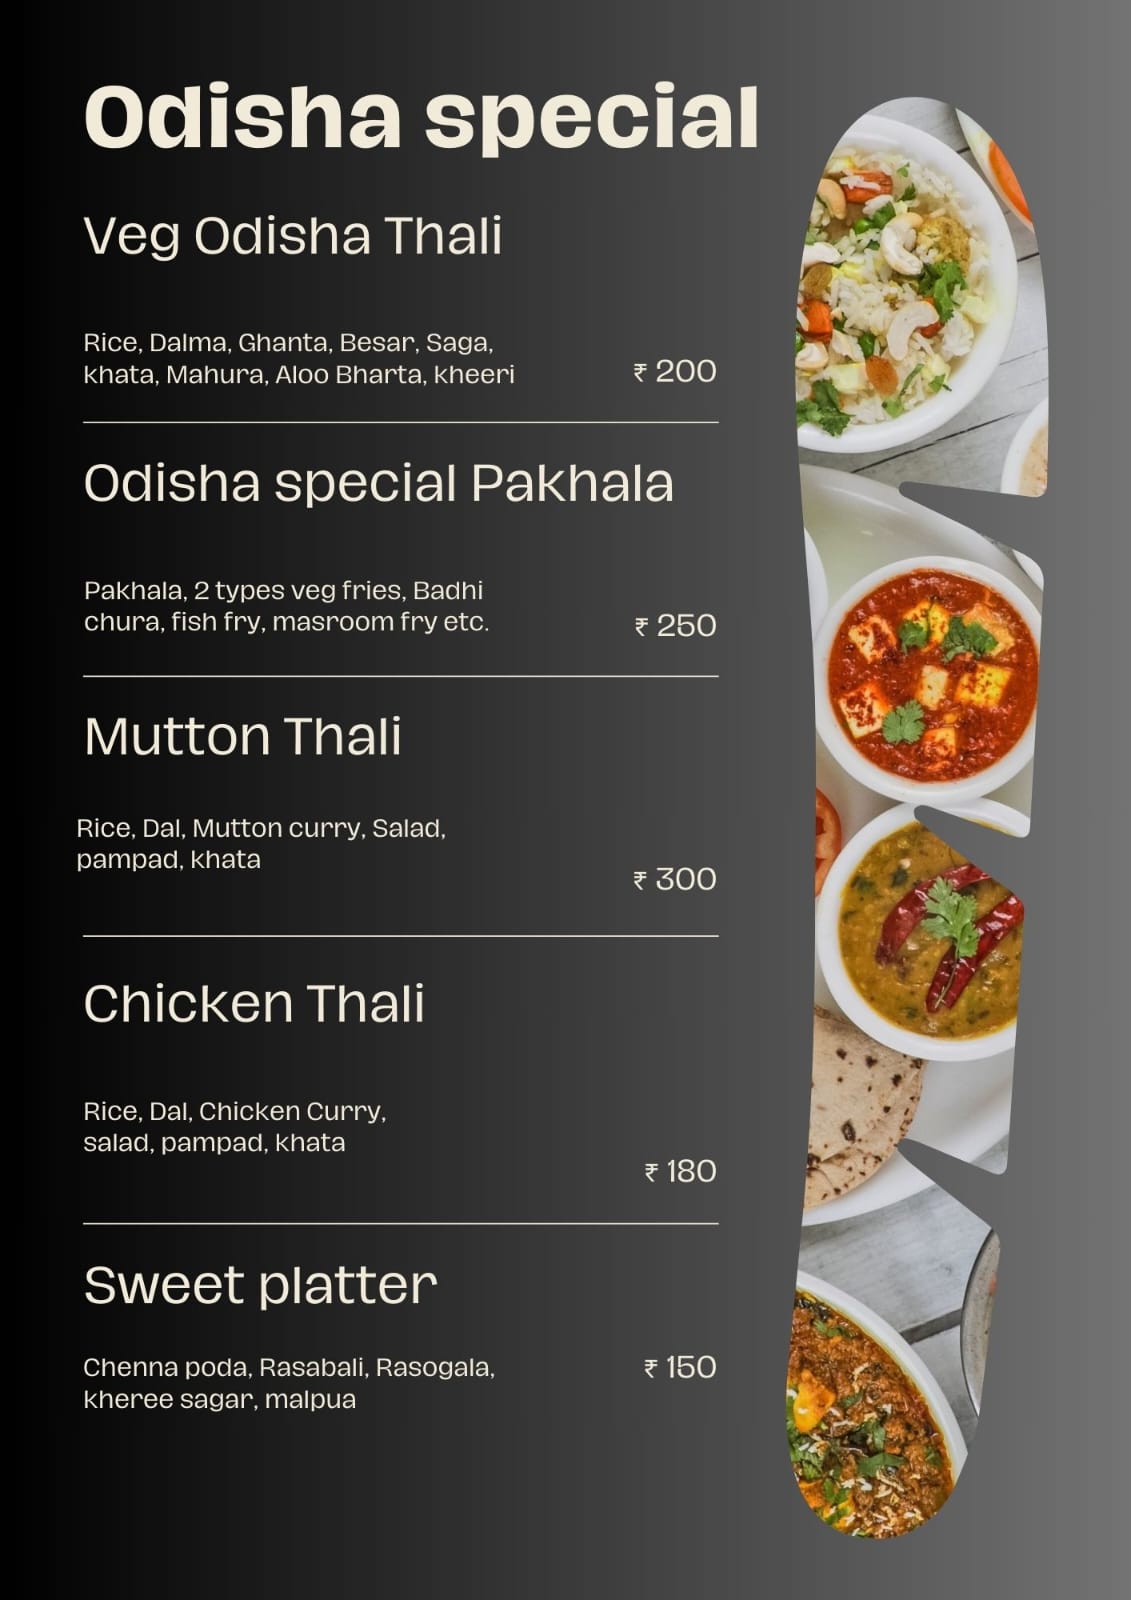 Odisha special
Veg Odisha Thali
Rice, Dalma, Ghanta, Besar, Saga,
khata, Mahura, Aloo Bharta, kheeri
₹ 200
Odisha special Pakhala
Pakhala, 2 types veg fries, Badhi
chura, fish fry, masroom fry etc.
₹ 250
Mutton Thali
Rice, Dal, Mutton curry, Salad,
pampad, khata
₹ 300
Chicken Thali
Rice, Dal, Chicken Curry,
salad, pampad, khata
₹ 180
Sweet platter
Chenna poda, Rasabali, Rasogala,
kheree sagar, malpua
₹ 150